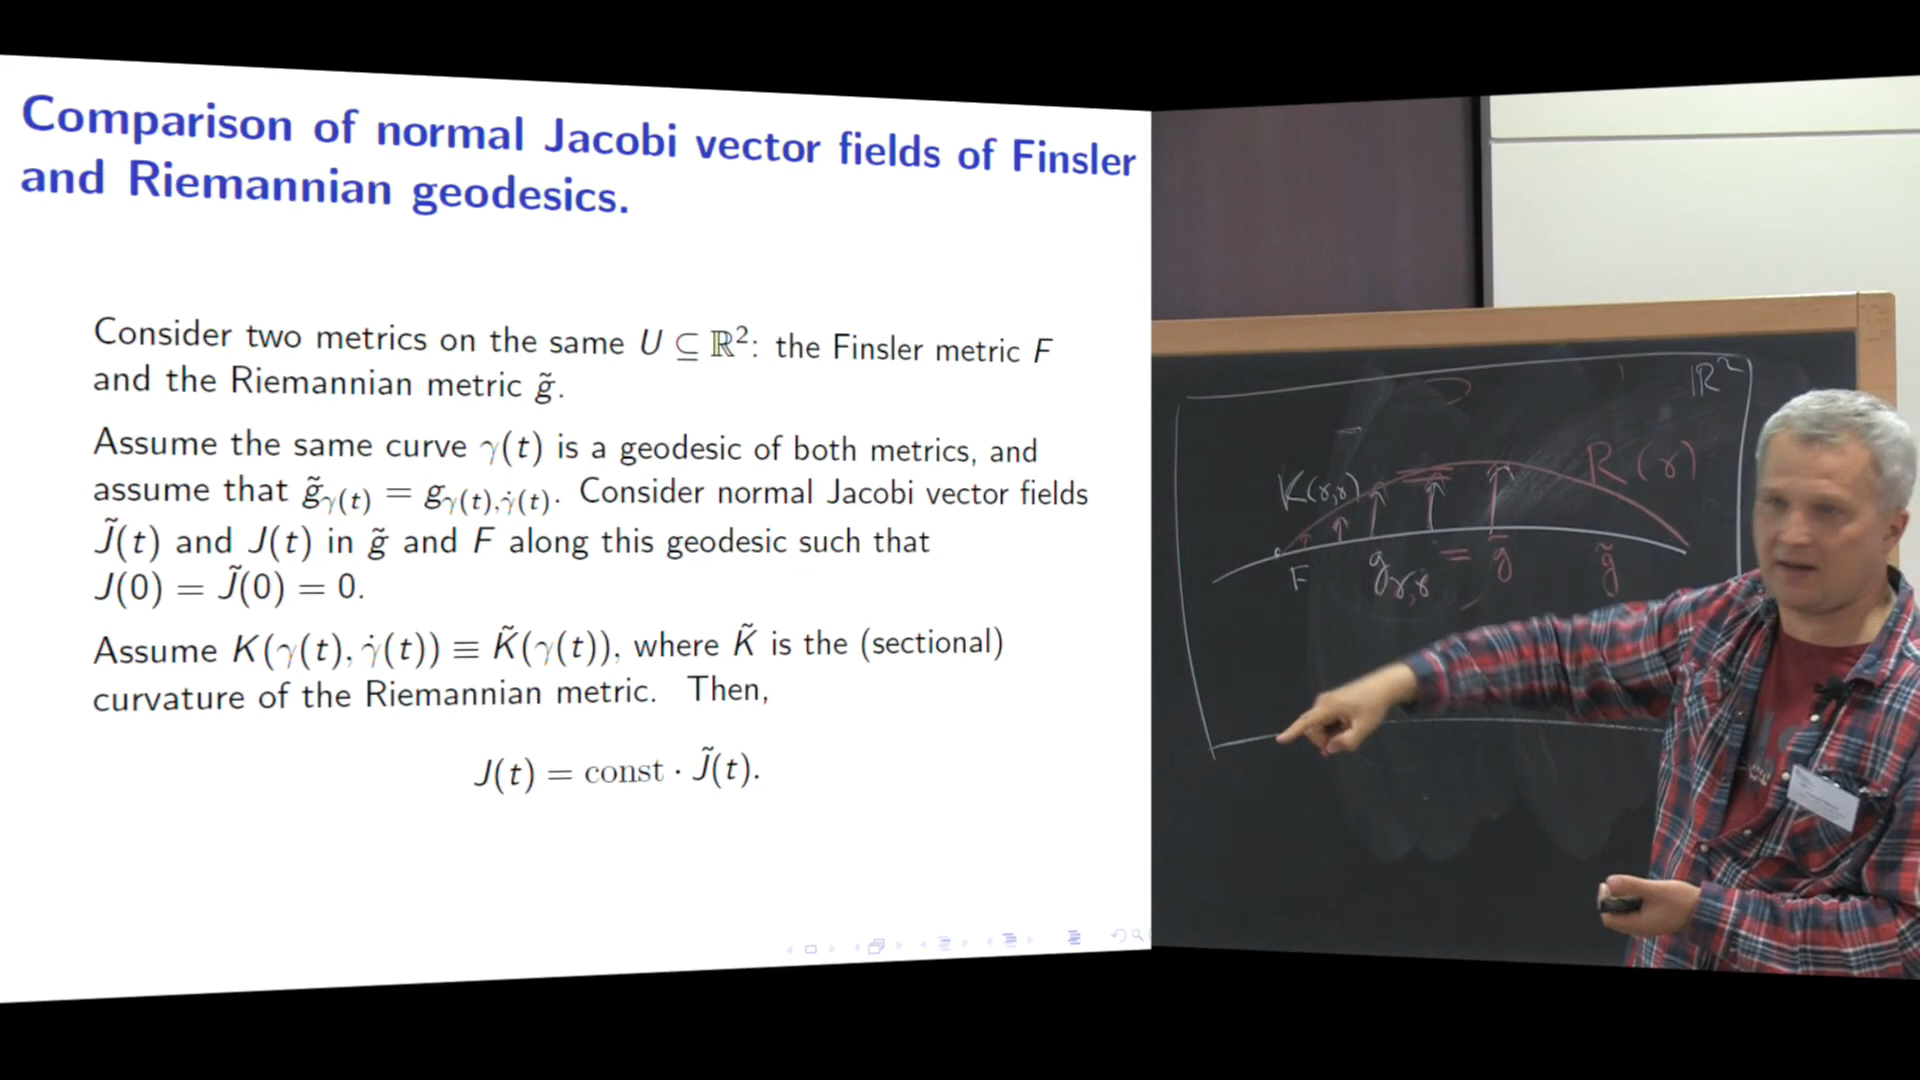 Comparison of normal Jacobi vector fields of Finsler
and Riemannian geodesics.
Consider two metrics on the same U ⊆ ℝ²: the Finsler metric F
and the Riemannian metric g̃.
Assume the same curve γ(t) is a geodesic of both metrics, and
assume that g̃_γ(t) = g_γ(t),γ̇(t). Consider normal Jacobi vector fields
J̃(t) and J(t) in g̃ and F along this geodesic such that
J(0) = J̃(0) = 0.
Assume K(γ(t), γ̇(t)) ≡ K̃(γ(t)), where K̃ is the (sectional)
curvature of the Riemannian metric. Then,
J(t) = const · J̃(t).
ℝ²
K(γ,γ̇)
R(γ)
F
g_γ,γ̇ = g̃
g̃